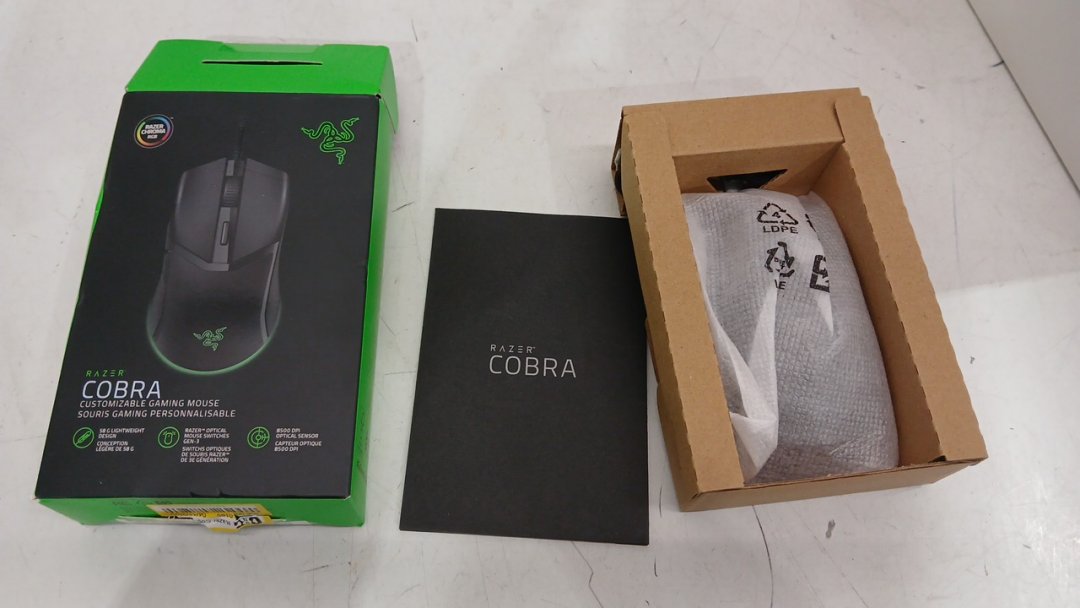 RAZER
CHROMA
RGB
RAZER
COBRA
CUSTOMIZABLE GAMING MOUSE
SOURIS GAMING PERSONNALISABLE
58 G LIGHTWEIGHT
DESIGN
CONCEPTION
LÉGÈRE DE 58 G
RAZER™ OPTICAL
MOUSE SWITCHES
GEN-3
SWITCHS OPTIQUES
DE SOURIS RAZER™
DE 3E GÉNÉRATION
8500 DPI
OPTICAL SENSOR
CAPTEUR OPTIQUE
8500 DPI
RAZER
COBRA
4
LDPE